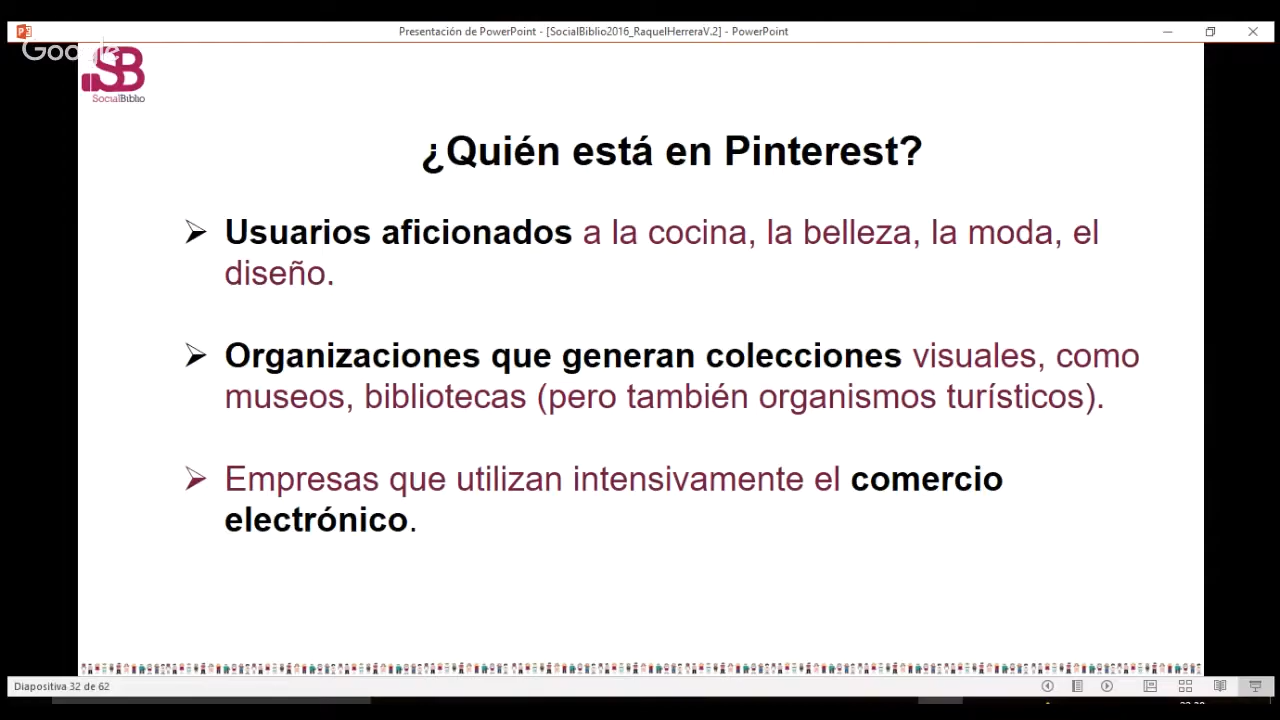 Presentación de PowerPoint - [SocialBiblio2016_RaquelHerreraV.2] - PowerPoint
Google
SB
SocialBiblio
¿Quién está en Pinterest?
Usuarios aficionados a la cocina, la belleza, la moda, el
diseño.
Organizaciones que generan colecciones visuales, como
museos, bibliotecas (pero también organismos turísticos).
Empresas que utilizan intensivamente el comercio
electrónico.
Diapositiva 32 de 62